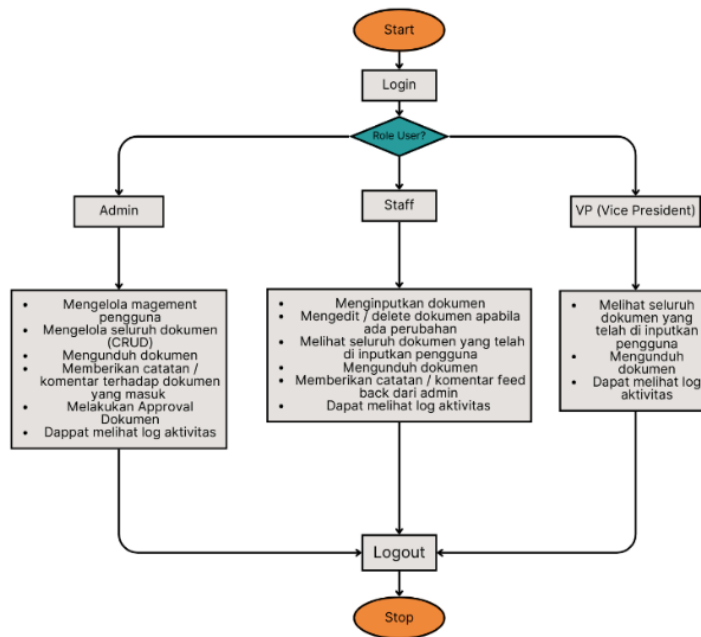 Start
Login
Role User?
Admin
Staff
VP (Vice President)
• Mengelola magement
pengguna
• Mengelola seluruh dokumen
(CRUD)
• Mengunduh dokumen
• Memberikan catatan /
komentar terhadap dokumen
yang masuk
• Melakukan Approval
Dokumen
• Dappat melihat log aktivitas
• Menginputkan dokumen
• Mengedit / delete dokumen apabila
ada perubahan
• Melihat seluruh dokumen yang telah
di inputkan pengguna
• Mengunduh dokumen
• Memberikan catatan / komentar feed
back dari admin
• Dapat melihat log aktivitas
• Melihat seluruh
dokumen yang
telah di inputkan
pengguna
• Mengunduh
dokumen
• Dapat melihat log
aktivitas
Logout
Stop